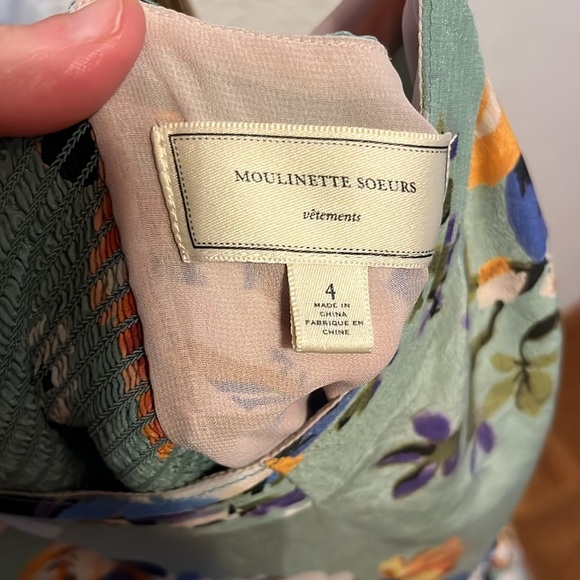 MOULINETTE SOEURS
vêtements
4
MADE IN
CHINA
FABRIQUE EN
CHINE